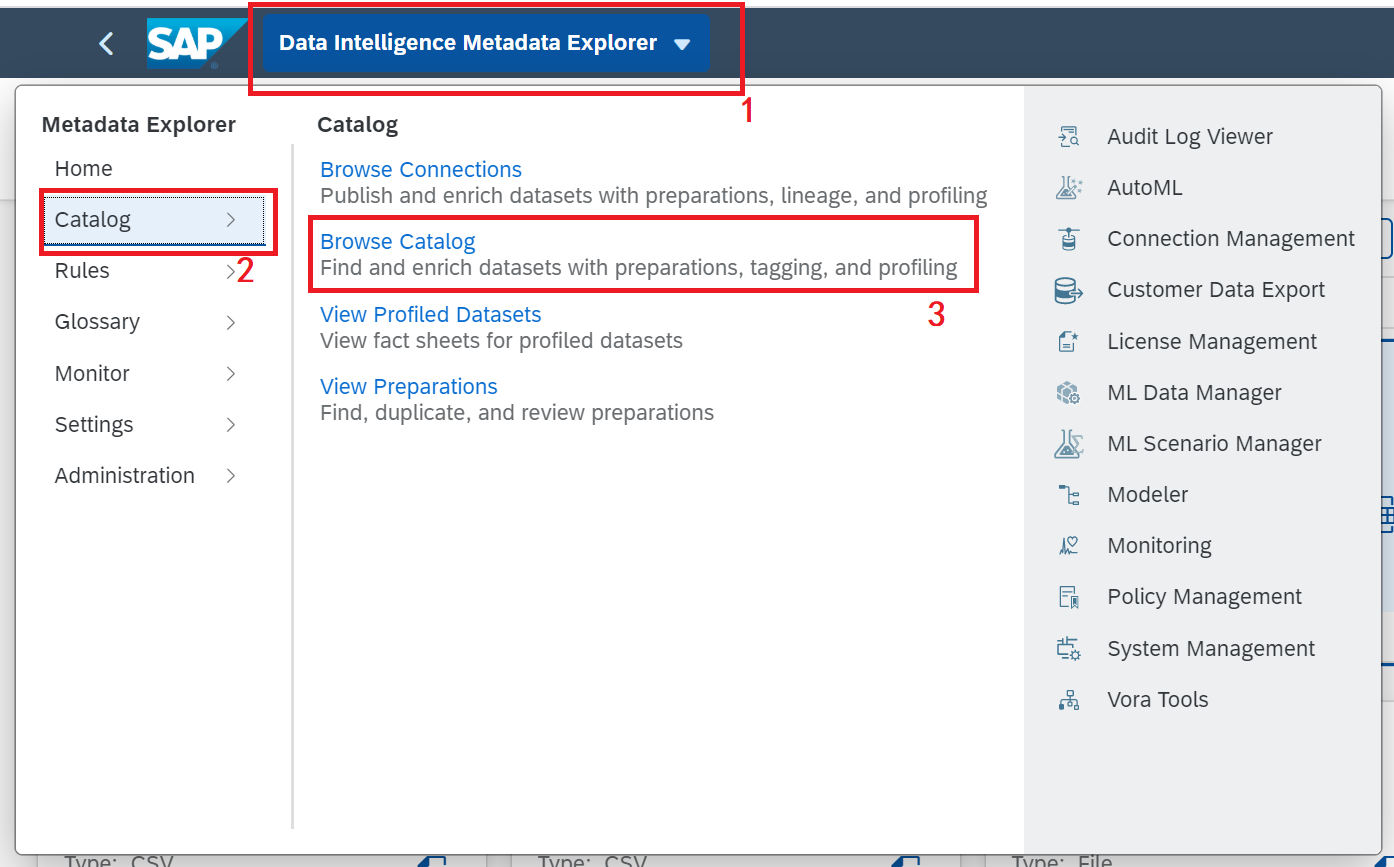 SAP
Data Intelligence Metadata Explorer
1
Metadata Explorer
Home
Catalog
2
Rules
Glossary
Monitor
Settings
Administration
Catalog
Browse Connections
Publish and enrich datasets with preparations, lineage, and profiling
Browse Catalog
Find and enrich datasets with preparations, tagging, and profiling
3
View Profiled Datasets
View fact sheets for profiled datasets
View Preparations
Find, duplicate, and review preparations
Audit Log Viewer
AutoML
Connection Management
Customer Data Export
License Management
ML Data Manager
ML Scenario Manager
Modeler
Monitoring
Policy Management
System Management
Vora Tools
Type: CSV
Type: CSV
Type: File